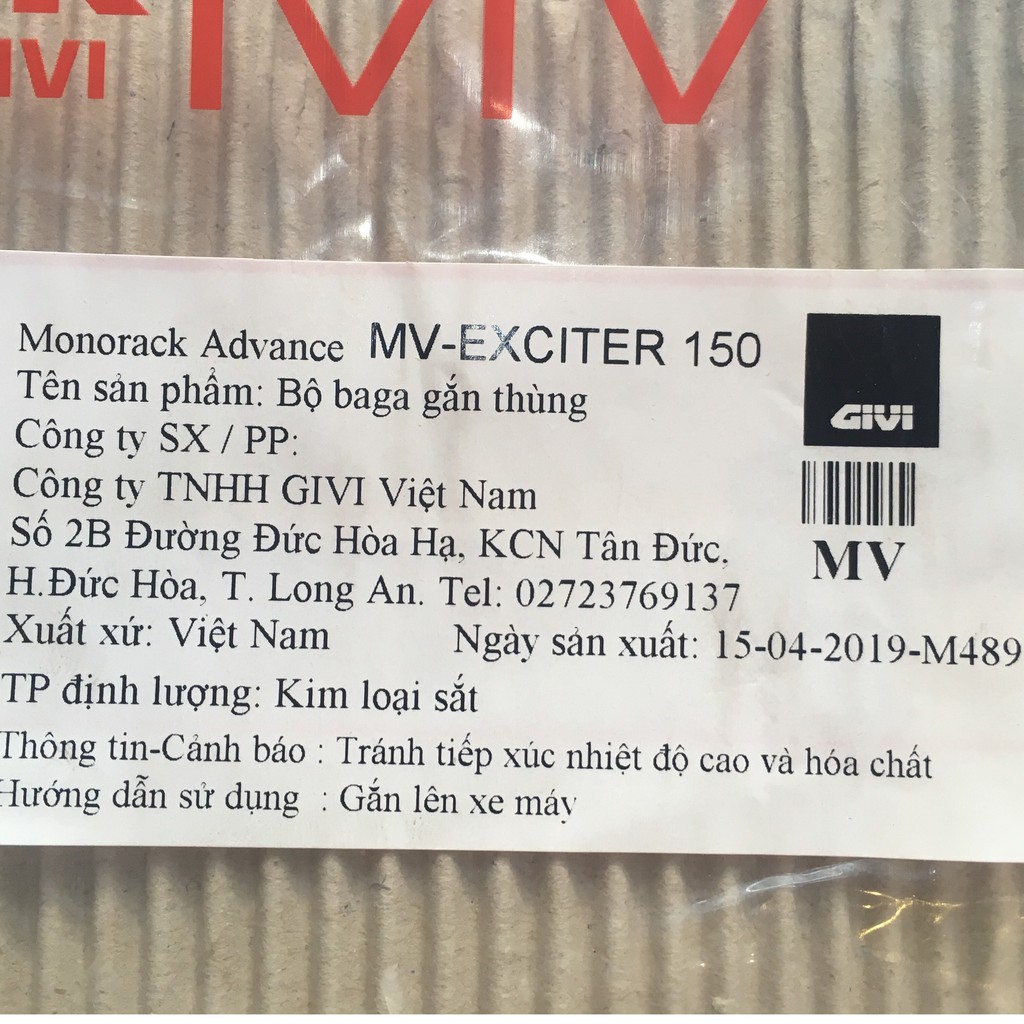 IVI
Monorack Advance MV-EXCITER 150
Tên sản phẩm: Bộ baga gắn thùng
Công ty SX / PP:
Công ty TNHH GIVI Việt Nam
Số 2B Đường Đức Hòa Hạ, KCN Tân Đức,
H.Đức Hòa, T. Long An. Tel: 02723769137
Xuất xứ: Việt Nam Ngày sản xuất: 15-04-2019-M489
TP định lượng: Kim loại sắt
Thông tin-Cảnh báo : Tránh tiếp xúc nhiệt độ cao và hóa chất
Hướng dẫn sử dụng : Gắn lên xe máy
GIVI
MV